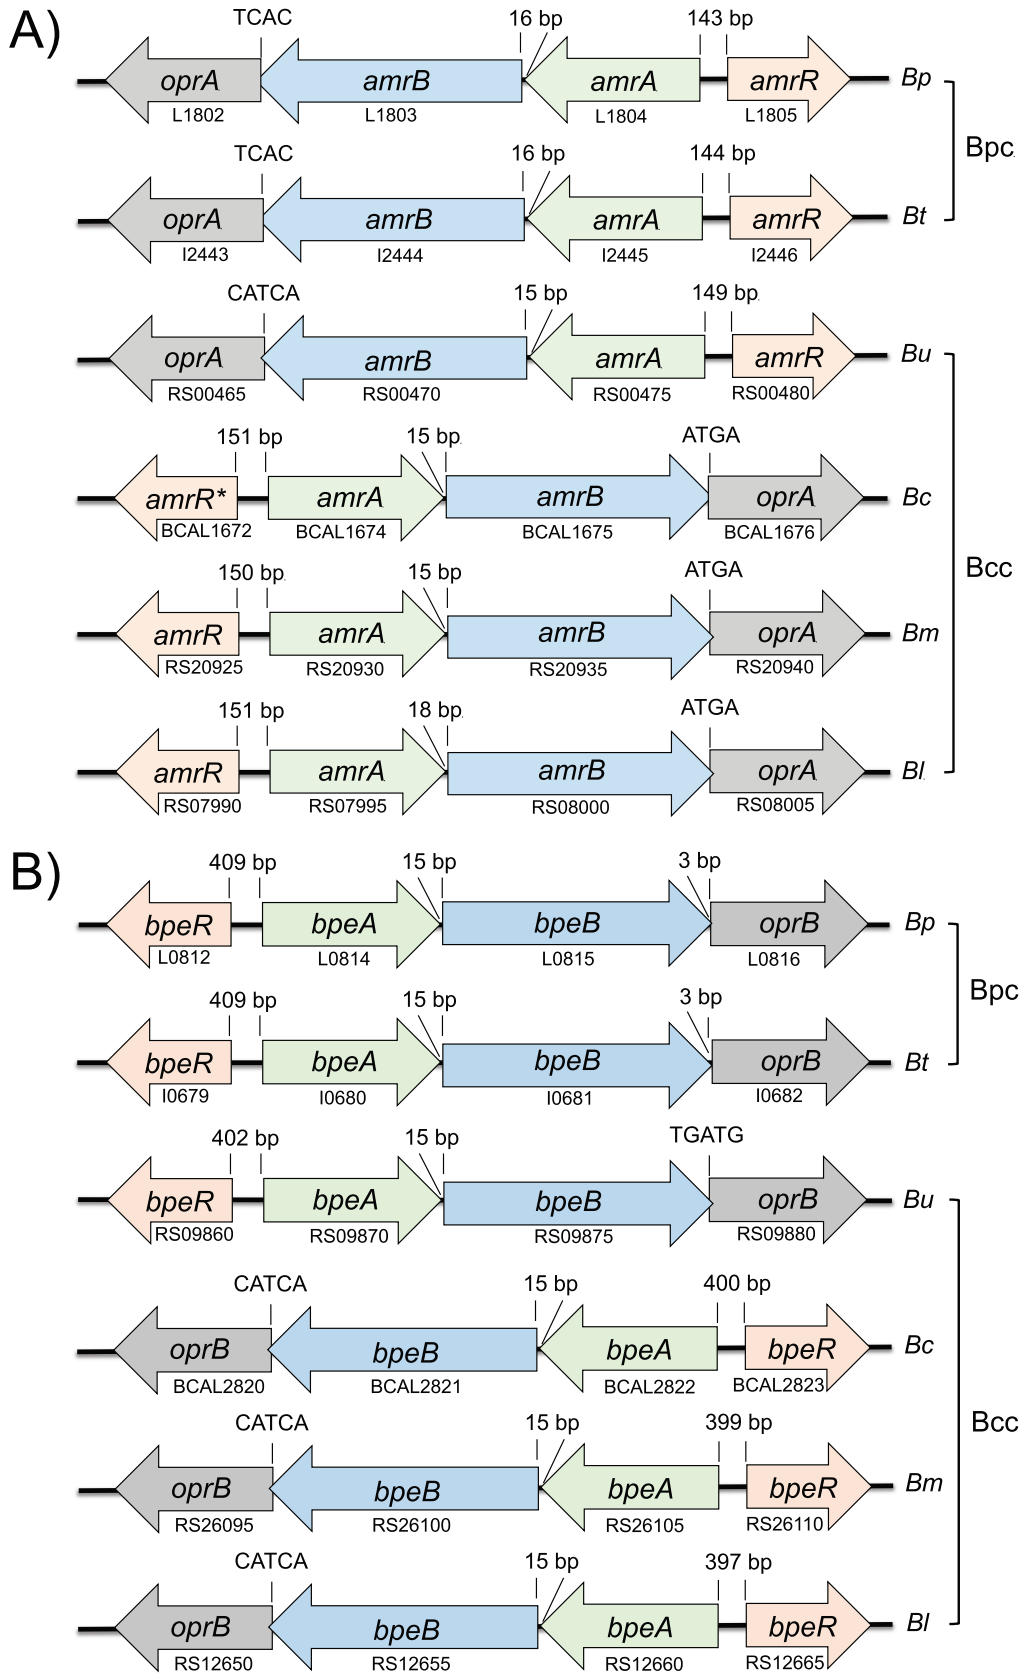 A)
TCAC 16 bp 143 bp
oprA amrB amrA amrR Bp
L1802 L1803 L1804 L1805
Bpc
TCAC 16 bp 144 bp
oprA amrB amrA amrR Bt
I2443 I2444 I2445 I2446
CATCA 15 bp 149 bp
oprA amrB amrA amrR Bu
RS00465 RS00470 RS00475 RS00480
151 bp 15 bp ATGA
amrR* amrA amrB oprA Bc
BCAL1672 BCAL1674 BCAL1675 BCAL1676
Bcc
150 bp 15 bp ATGA
amrR amrA amrB oprA Bm
RS20925 RS20930 RS20935 RS20940
151 bp 18 bp ATGA
amrR amrA amrB oprA Bl
RS07990 RS07995 RS08000 RS08005
B)
409 bp 15 bp 3 bp
bpeR bpeA bpeB oprB Bp
L0812 L0814 L0815 L0816
Bpc
409 bp 15 bp 3 bp
bpeR bpeA bpeB oprB Bt
I0679 I0680 I0681 I0682
402 bp 15 bp TGATG
bpeR bpeA bpeB oprB Bu
RS09860 RS09870 RS09875 RS09880
CATCA 15 bp 400 bp
oprB bpeB bpeA bpeR Bc
BCAL2820 BCAL2821 BCAL2822 BCAL2823
Bcc
CATCA 15 bp 399 bp
oprB bpeB bpeA bpeR Bm
RS26095 RS26100 RS26105 RS26110
CATCA 15 bp 397 bp
oprB bpeB bpeA bpeR Bl
RS12650 RS12655 RS12660 RS12665